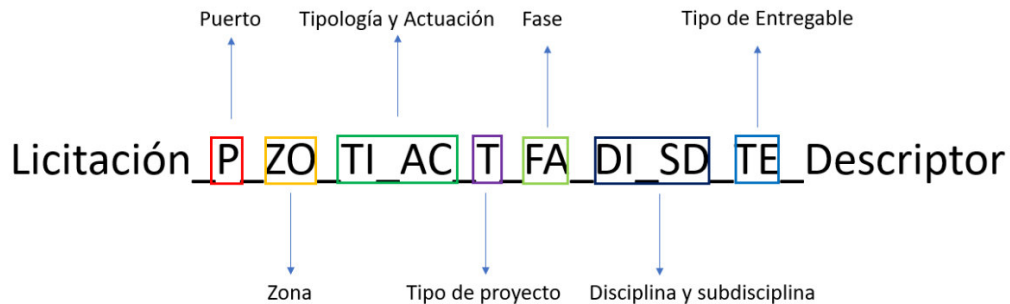 Puerto Tipología y Actuación Fase Tipo de Entregable
Licitación_P_ZO_TI_AC_T_FA_DI_SD_TE_Descriptor
Zona Tipo de proyecto Disciplina y subdisciplina